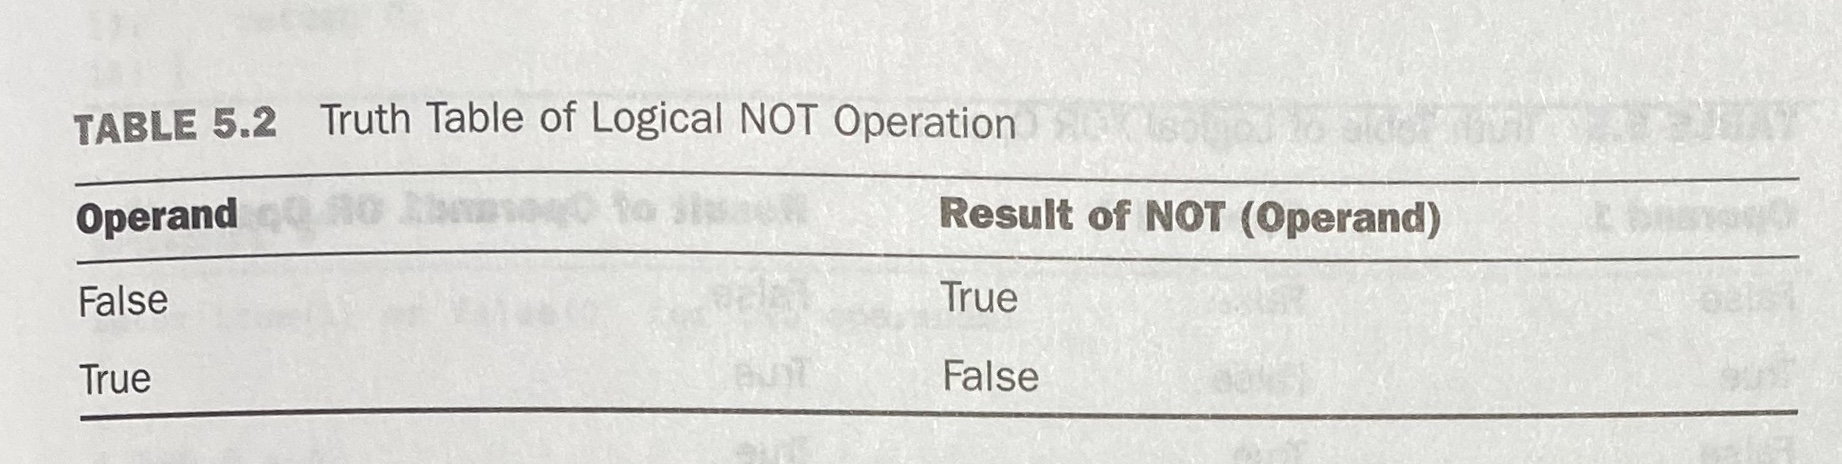 TABLE 5.2 Truth Table of Logical NOT Operation
Operand Result of NOT (Operand)
False True
True False